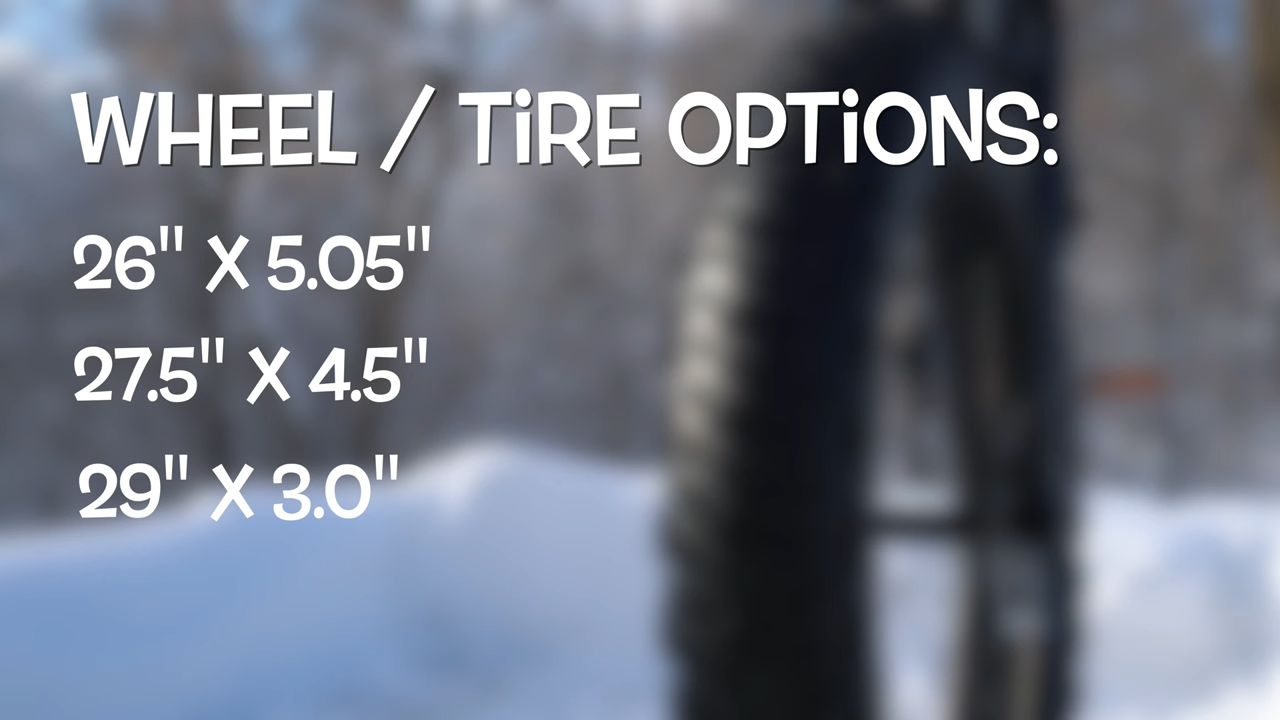 WHEEL / TiRE OPTiONS:
26" X 5.05"
27.5" X 4.5"
29" X 3.0"